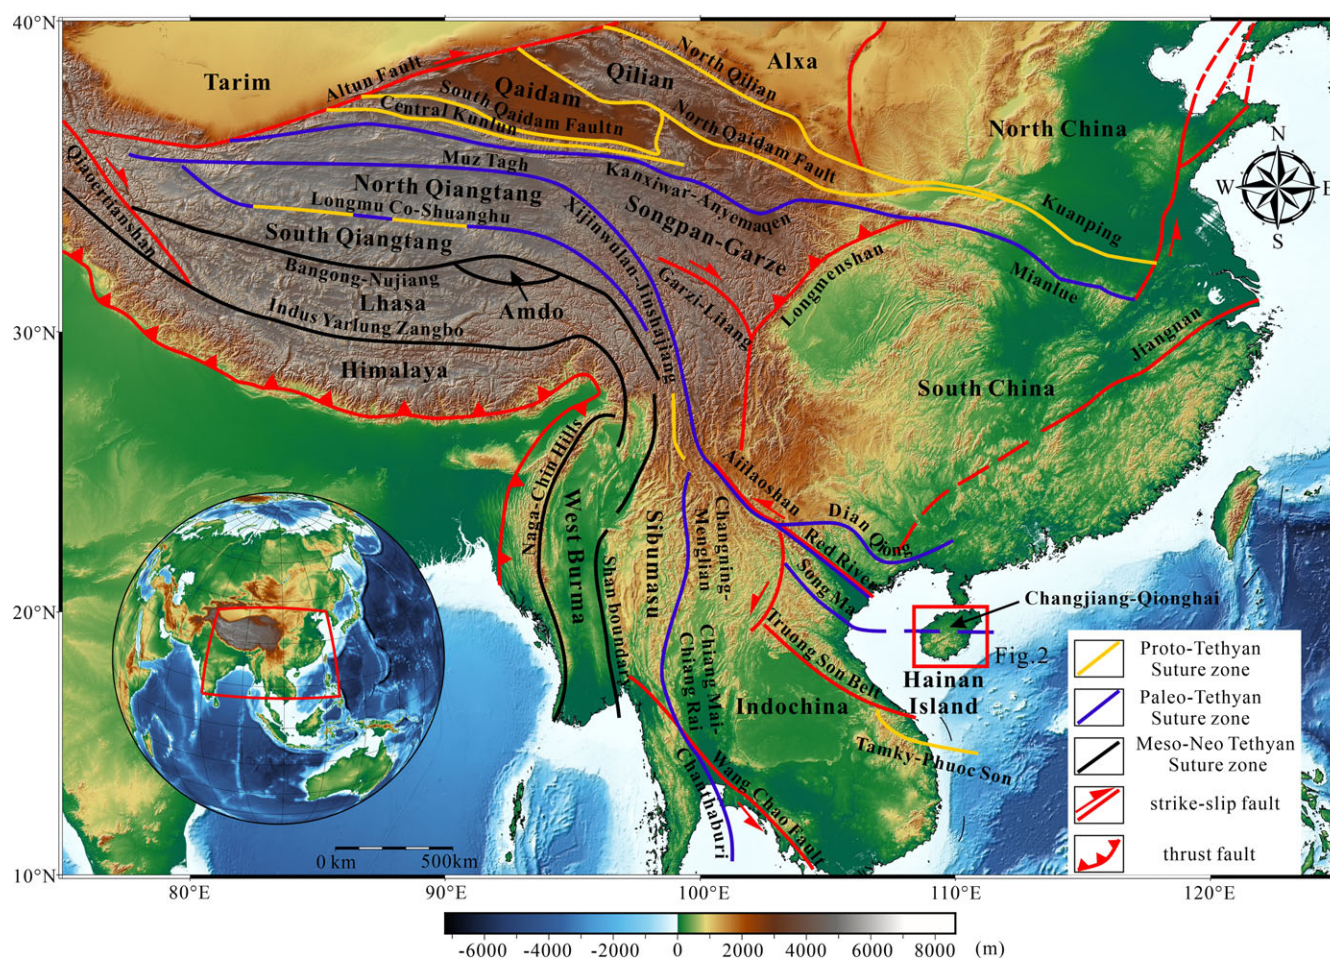 40°N
30°N
20°N
10°N
Tarim
Altun Fault
Qaidam
Qilian
North Qilian
Alxa
South Qaidam Faultn
Central Kunlun
North Qaidam Fault
North China
N
W
E
S
Qiaoertianshan
Muz Tagh
North Qiangtang
Longmu Co-Shuanghu
South Qiangtang
Bangong-Nujiang
Lhasa
Amdo
Indus Yarlung Zangbo
Himalaya
Kanxiwar-Anyemaqen
Songpan-Garze
Xijinwulan-Jinshajiang
Garzi-Litang
Longmenshan
Kuanping
Mianlue
Jiangnan
South China
Naga-Chin Hills
West Burma
Shan boundary
Sibumasu
Changning-
Menglian
Ailaoshan
Dian
Qiong
Red River
Song Ma
Changjiang-Qionghai
Fig.2
Hainan
Island
Truong Son Belt
Chiang Mai-
Chiang Rai
Indochina
Tamky-Phuoc Son
Wang Chao Fault
Chanthaburi
0 km
500km
Proto-Tethyan
Suture zone
Paleo-Tethyan
Suture zone
Meso-Neo Tethyan
Suture zone
strike-slip fault
thrust fault
80°E
90°E
100°E
110°E
120°E
-6000
-4000
-2000
0
2000
4000
6000
8000
(m)